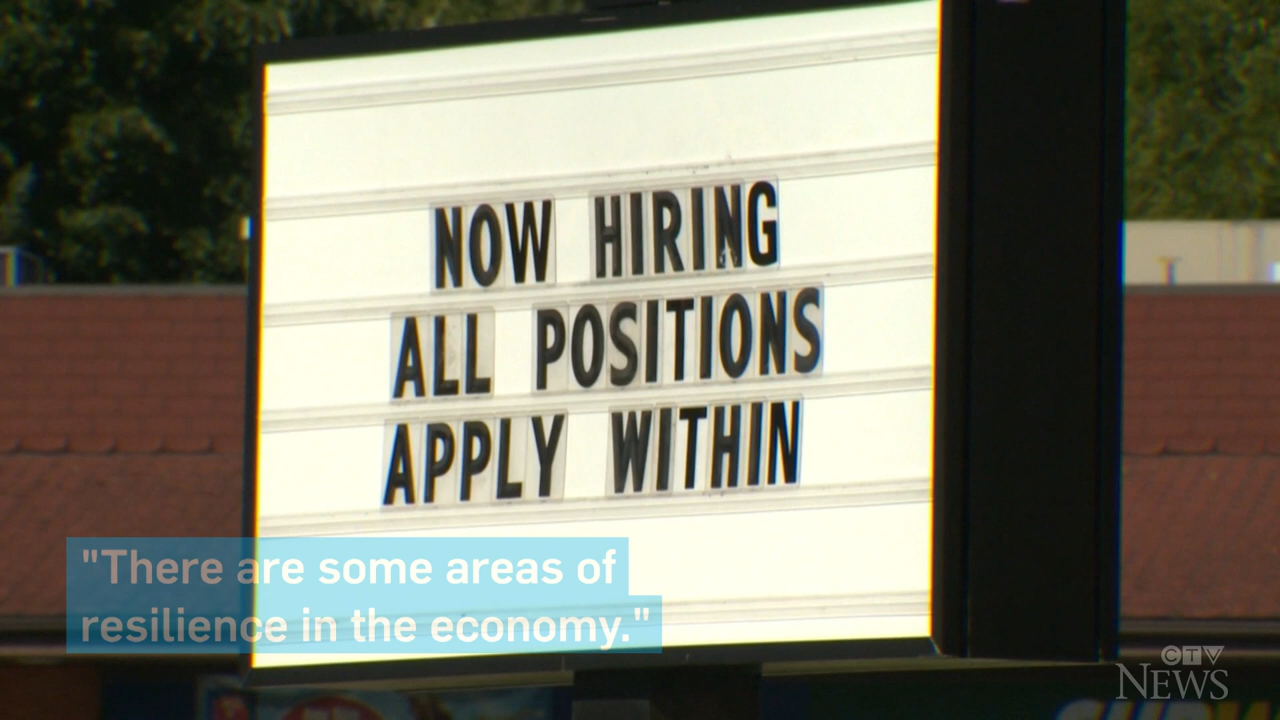 NOW HIRING
ALL POSITIONS
APPLY WITHIN
"There are some areas of
resilience in the economy."
CTV
NEWS